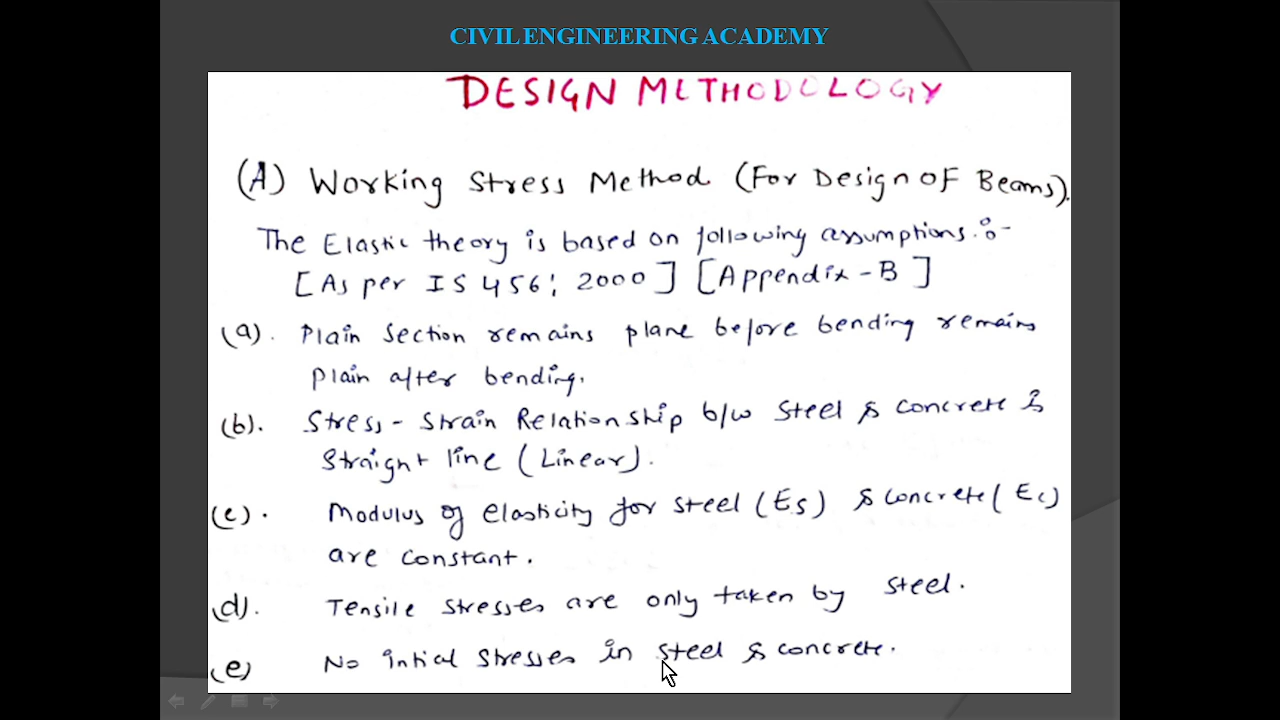 CIVIL ENGINEERING ACADEMY
DESIGN METHODOLOGY
(A) Working Stress Method (For Design of Beams).
The Elastic theory is based on following assumptions :-
[As per IS 456: 2000] [Appendix - B]
(a). Plain section remains plane before bending remains
plain after bending.
(b). Stress - Strain Relationship b/w Steel & concrete is
straight line (Linear).
(c). Modulus of elasticity for steel (Es) & concrete (Ec)
are constant.
(d). Tensile stresses are only taken by steel.
(e) No intial stresses in steel & concrete.